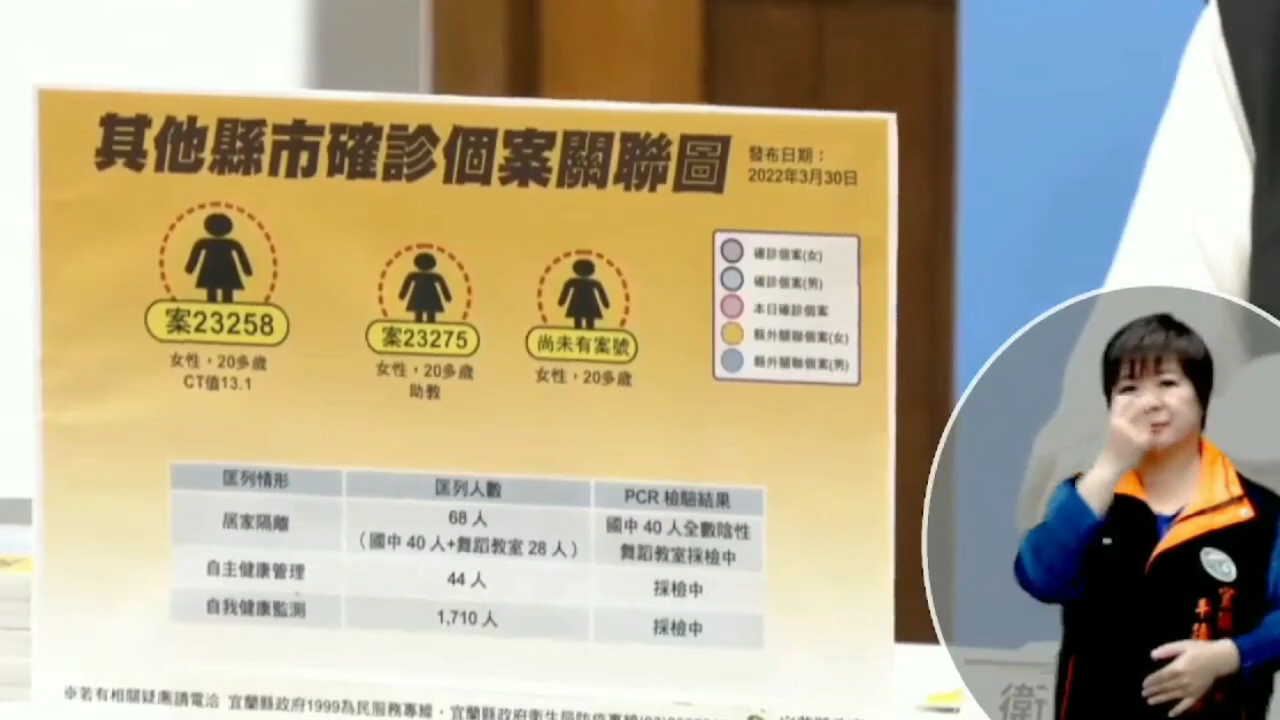 其他縣市確診個案關聯圖
發布日期：
2022年3月30日
案23258
女性，20多歲
CT值13.1
案23275
女性，20多歲
助教
尚未有案號
女性，20多歲
確診個案(女)
確診個案(男)
本日確診個案
縣外關聯個案(女)
縣外關聯個案(男)
匡列情形 匡列人數 PCR 檢驗結果
居家隔離 68 人 國中 40 人全數陰性
（國中 40 人+舞蹈教室 28 人） 舞蹈教室採檢中
自主健康管理 44 人 採檢中
自我健康監測 1,710 人 採檢中
※若有相關疑慮請電洽 宜蘭縣政府1999為民服務專線、宜蘭縣政府衛生局防疫專線
衛